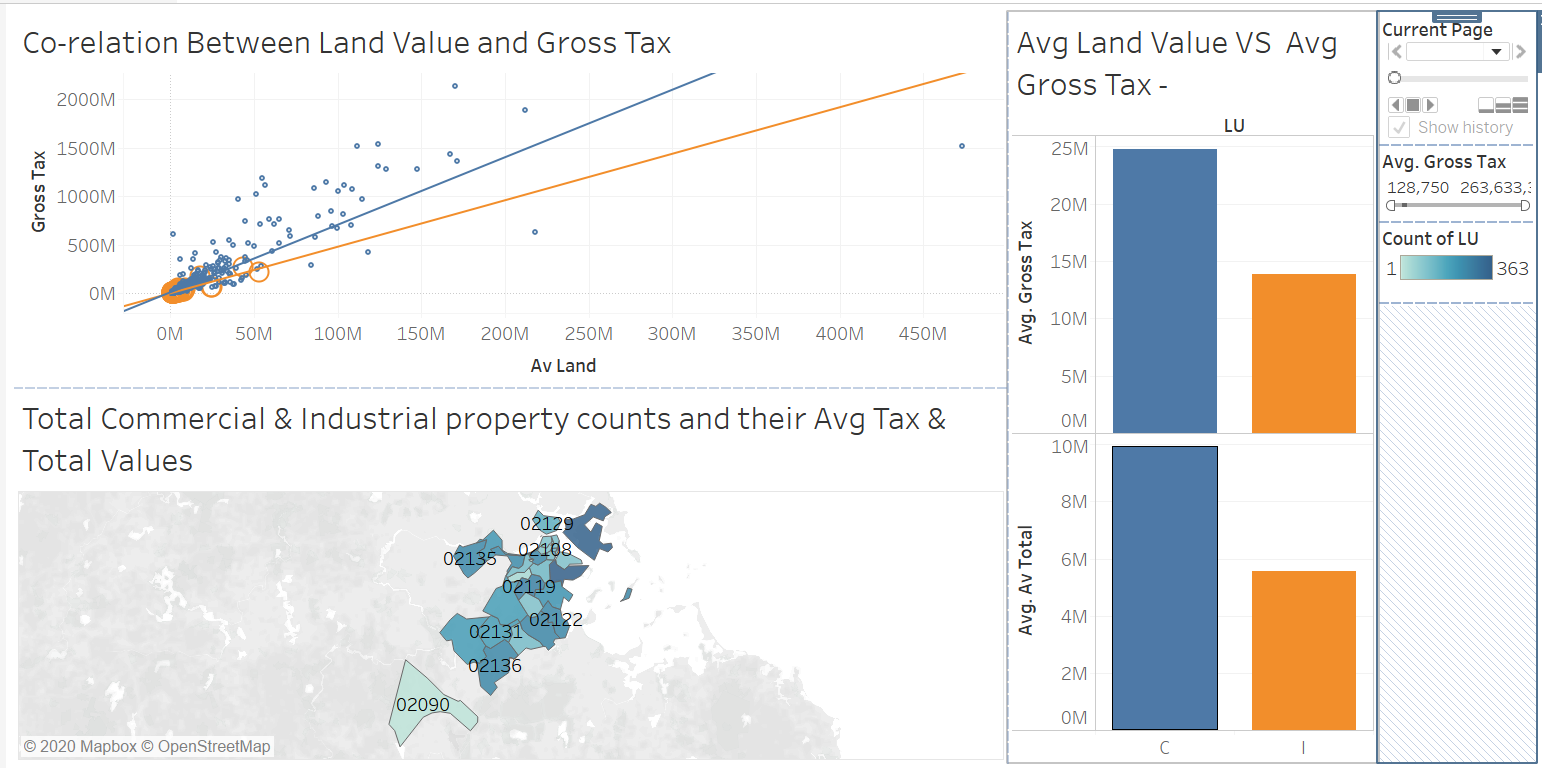 Co-relation Between Land Value and Gross Tax
Gross Tax
2000M
1500M
1000M
500M
0M
0M 50M 100M 150M 200M 250M 300M 350M 400M 450M
Av Land
Total Commercial & Industrial property counts and their Avg Tax &
Total Values
02129
02108
02135
02119
02122
02131
02136
02090
© 2020 Mapbox © OpenStreetMap
Avg Land Value VS Avg
Gross Tax -
LU
Avg. Gross Tax
25M
20M
15M
10M
5M
0M
Avg. Av Total
10M
8M
6M
4M
2M
0M
C I
Current Page
Show history
Avg. Gross Tax
128,750 263,633,
Count of LU
1 363